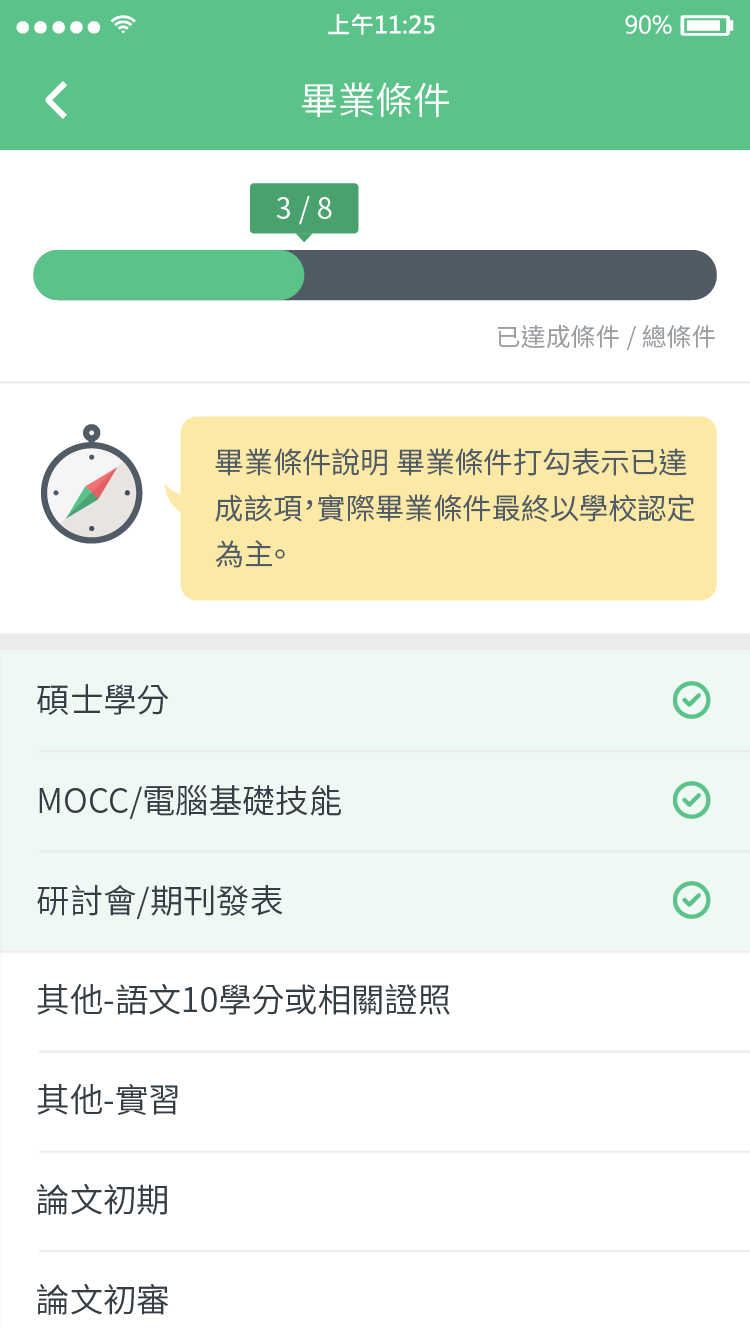 上午11:25
90%
畢業條件
3 / 8
已達成條件 / 總條件
畢業條件說明 畢業條件打勾表示已達
成該項，實際畢業條件最終以學校認定
為主。
碩士學分
MOCC/電腦基礎技能
研討會/期刊發表
其他-語文10學分或相關證照
其他-實習
論文初期
論文初審